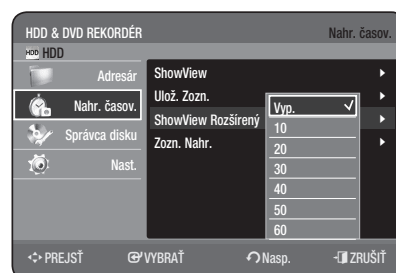 HDD & DVD REKORDÉR Nahr. časov.
HDD HDD
Adresár
Nahr. časov.
Správca disku
Nast.
ShowView
Ulož. Zozn.
ShowView Rozšírený
Zozn. Nahr.
Vyp.
10
20
30
40
50
60
PREJSŤ VYBRAŤ Nasp. ZRUŠIŤ